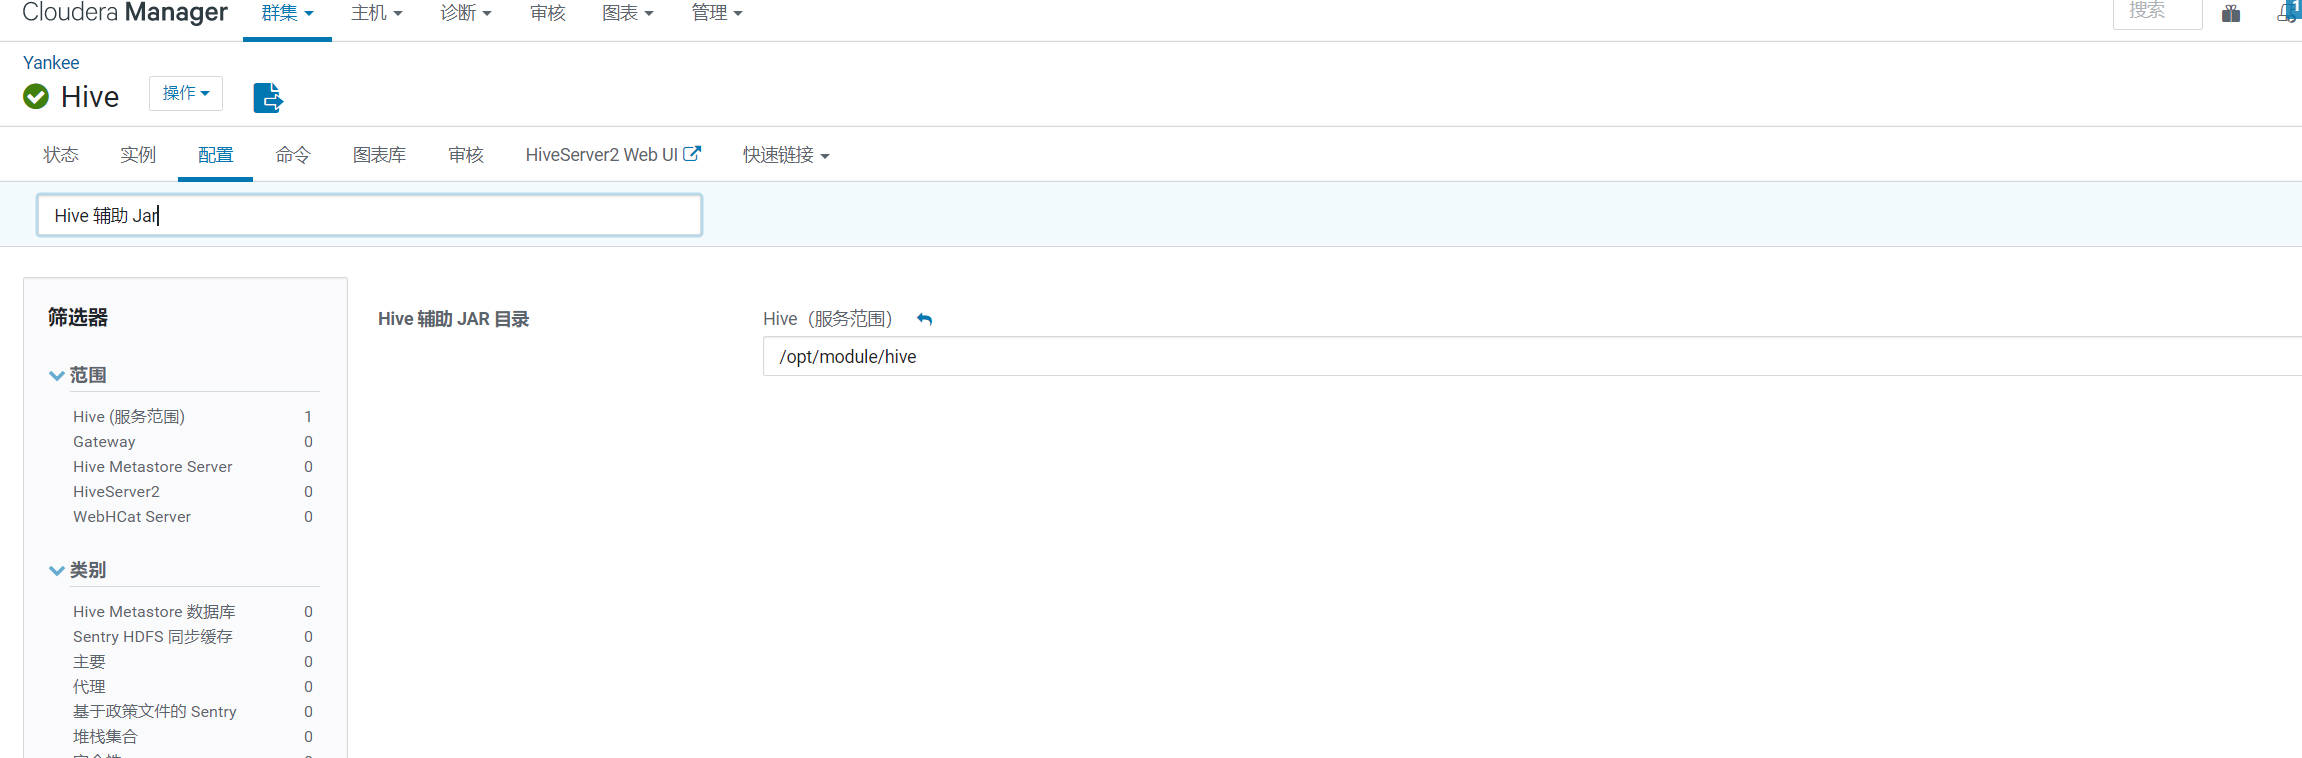 Cloudera Manager 群集 主机 诊断 审核 图表 管理 搜索
Yankee
Hive 操作
状态 实例 配置 命令 图表库 审核 HiveServer2 Web UI 快速链接
Hive 辅助 Jar
筛选器
Hive 辅助 JAR 目录 Hive（服务范围）
/opt/module/hive
范围
Hive (服务范围) 1
Gateway 0
Hive Metastore Server 0
HiveServer2 0
WebHCat Server 0
类别
Hive Metastore 数据库 0
Sentry HDFS 同步缓存 0
主要 0
代理 0
基于政策文件的 Sentry 0
堆栈集合 0